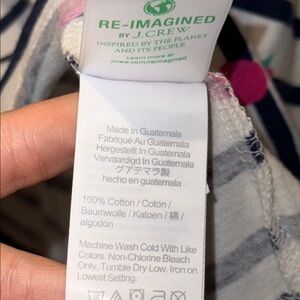 RE-IMAGINED
BY J.CREW
INSPIRED BY THE PLANET
AND ITS PEOPLE.
Learn more at
jcrew.com/reimagined
Made In Guatemala
Fabriqué Au Guatemala
Hergestellt In Guatemala
Vervaardigd In Guatemala
グアテマラ製
hecho en guatemala
100% Cotton / Coton /
Baumwolle / Katoen / 綿 /
algodón
Machine Wash Cold With Like
Colors. Non-Chlorine Bleach
Only. Tumble Dry Low. Iron on
Lowest Setting.